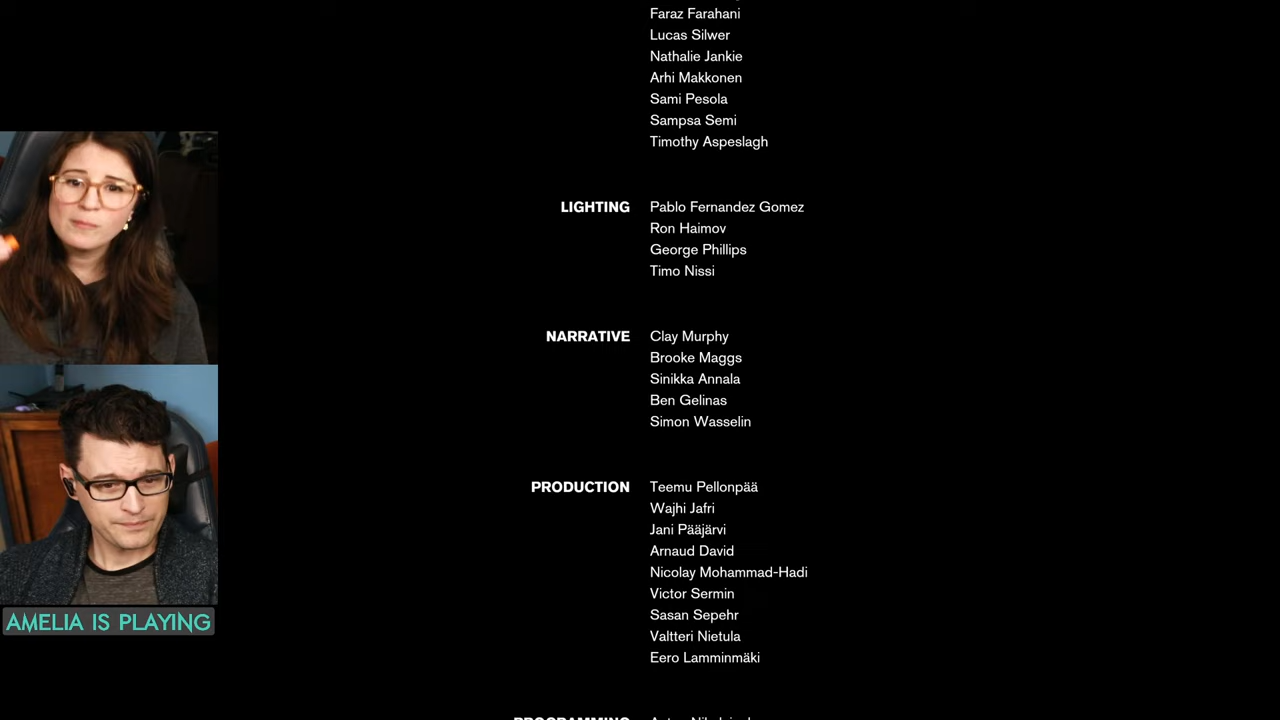 Faraz Farahani
Lucas Silwer
Nathalie Jankie
Arhi Makkonen
Sami Pesola
Sampsa Semi
Timothy Aspeslagh
LIGHTING Pablo Fernandez Gomez
Ron Haimov
George Phillips
Timo Nissi
NARRATIVE Clay Murphy
Brooke Maggs
Sinikka Annala
Ben Gelinas
Simon Wasselin
PRODUCTION Teemu Pellonpää
Wajhi Jafri
Jani Pääjärvi
Arnaud David
Nicolay Mohammad-Hadi
Victor Sermin
Sasan Sepehr
Valtteri Nietula
Eero Lamminmäki
PROGRAMMING
AMELIA IS PLAYING